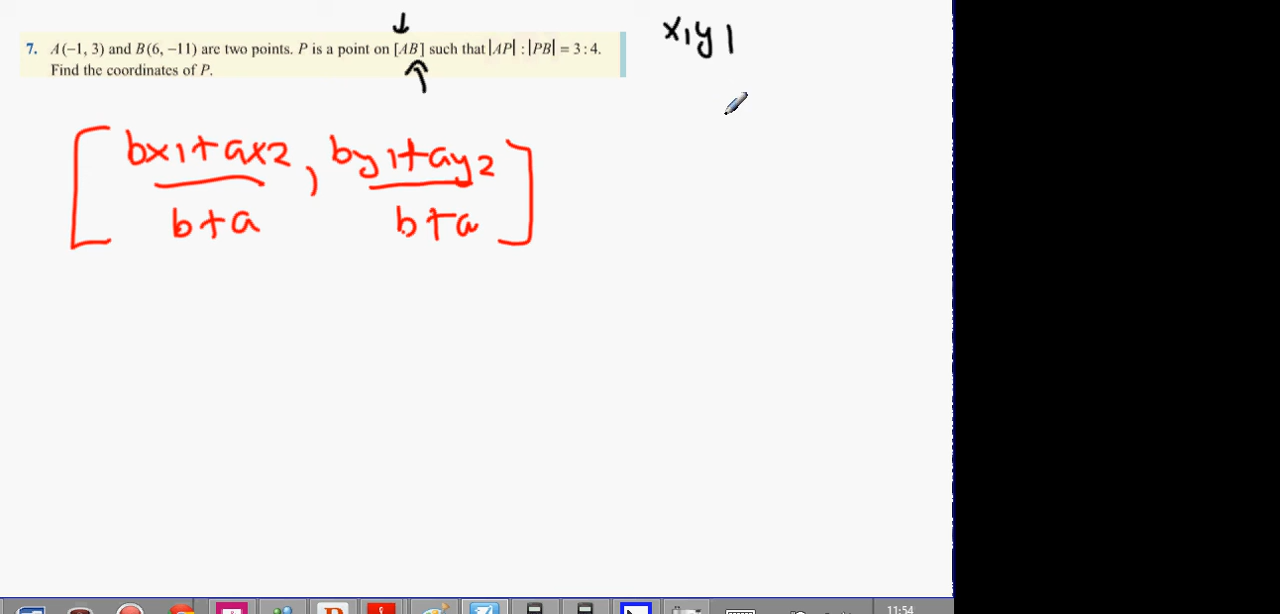 7. A(−1, 3) and B(6, −11) are two points. P is a point on [AB] such that |AP| : |PB| = 3 : 4.
Find the coordinates of P.
x1y1
[bx1+ax2 / b+a , by1+ay2 / b+a]
11:54